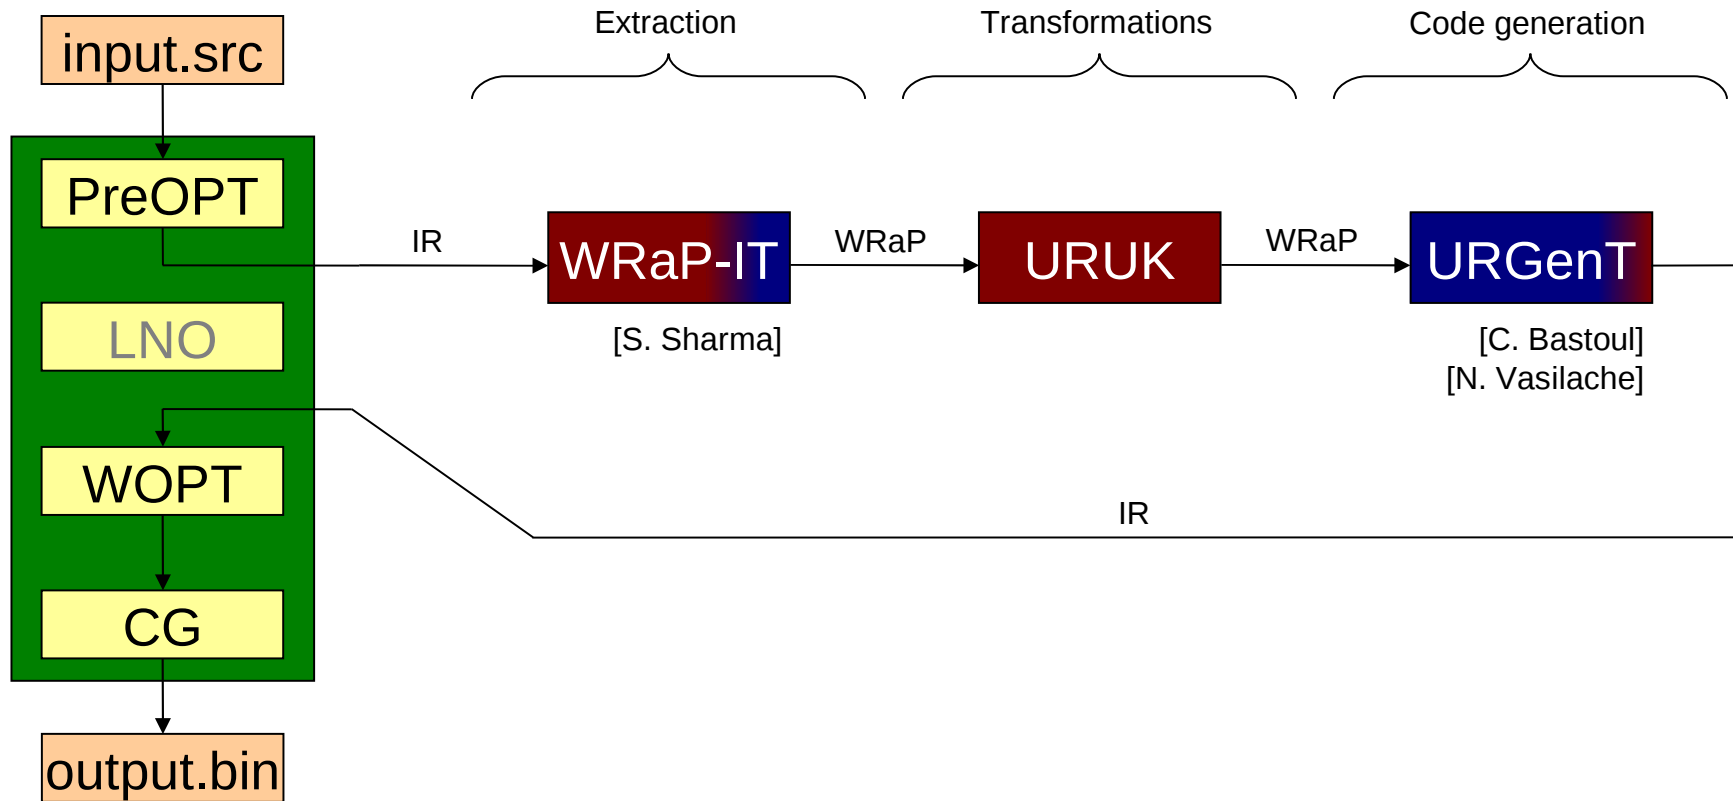 input.src
Extraction
Transformations
Code generation
PreOPT
IR
WRaP-IT
WRaP
URUK
WRaP
URGenT
LNO
[S. Sharma]
[C. Bastoul]
[N. Vasilache]
WOPT
IR
CG
output.bin